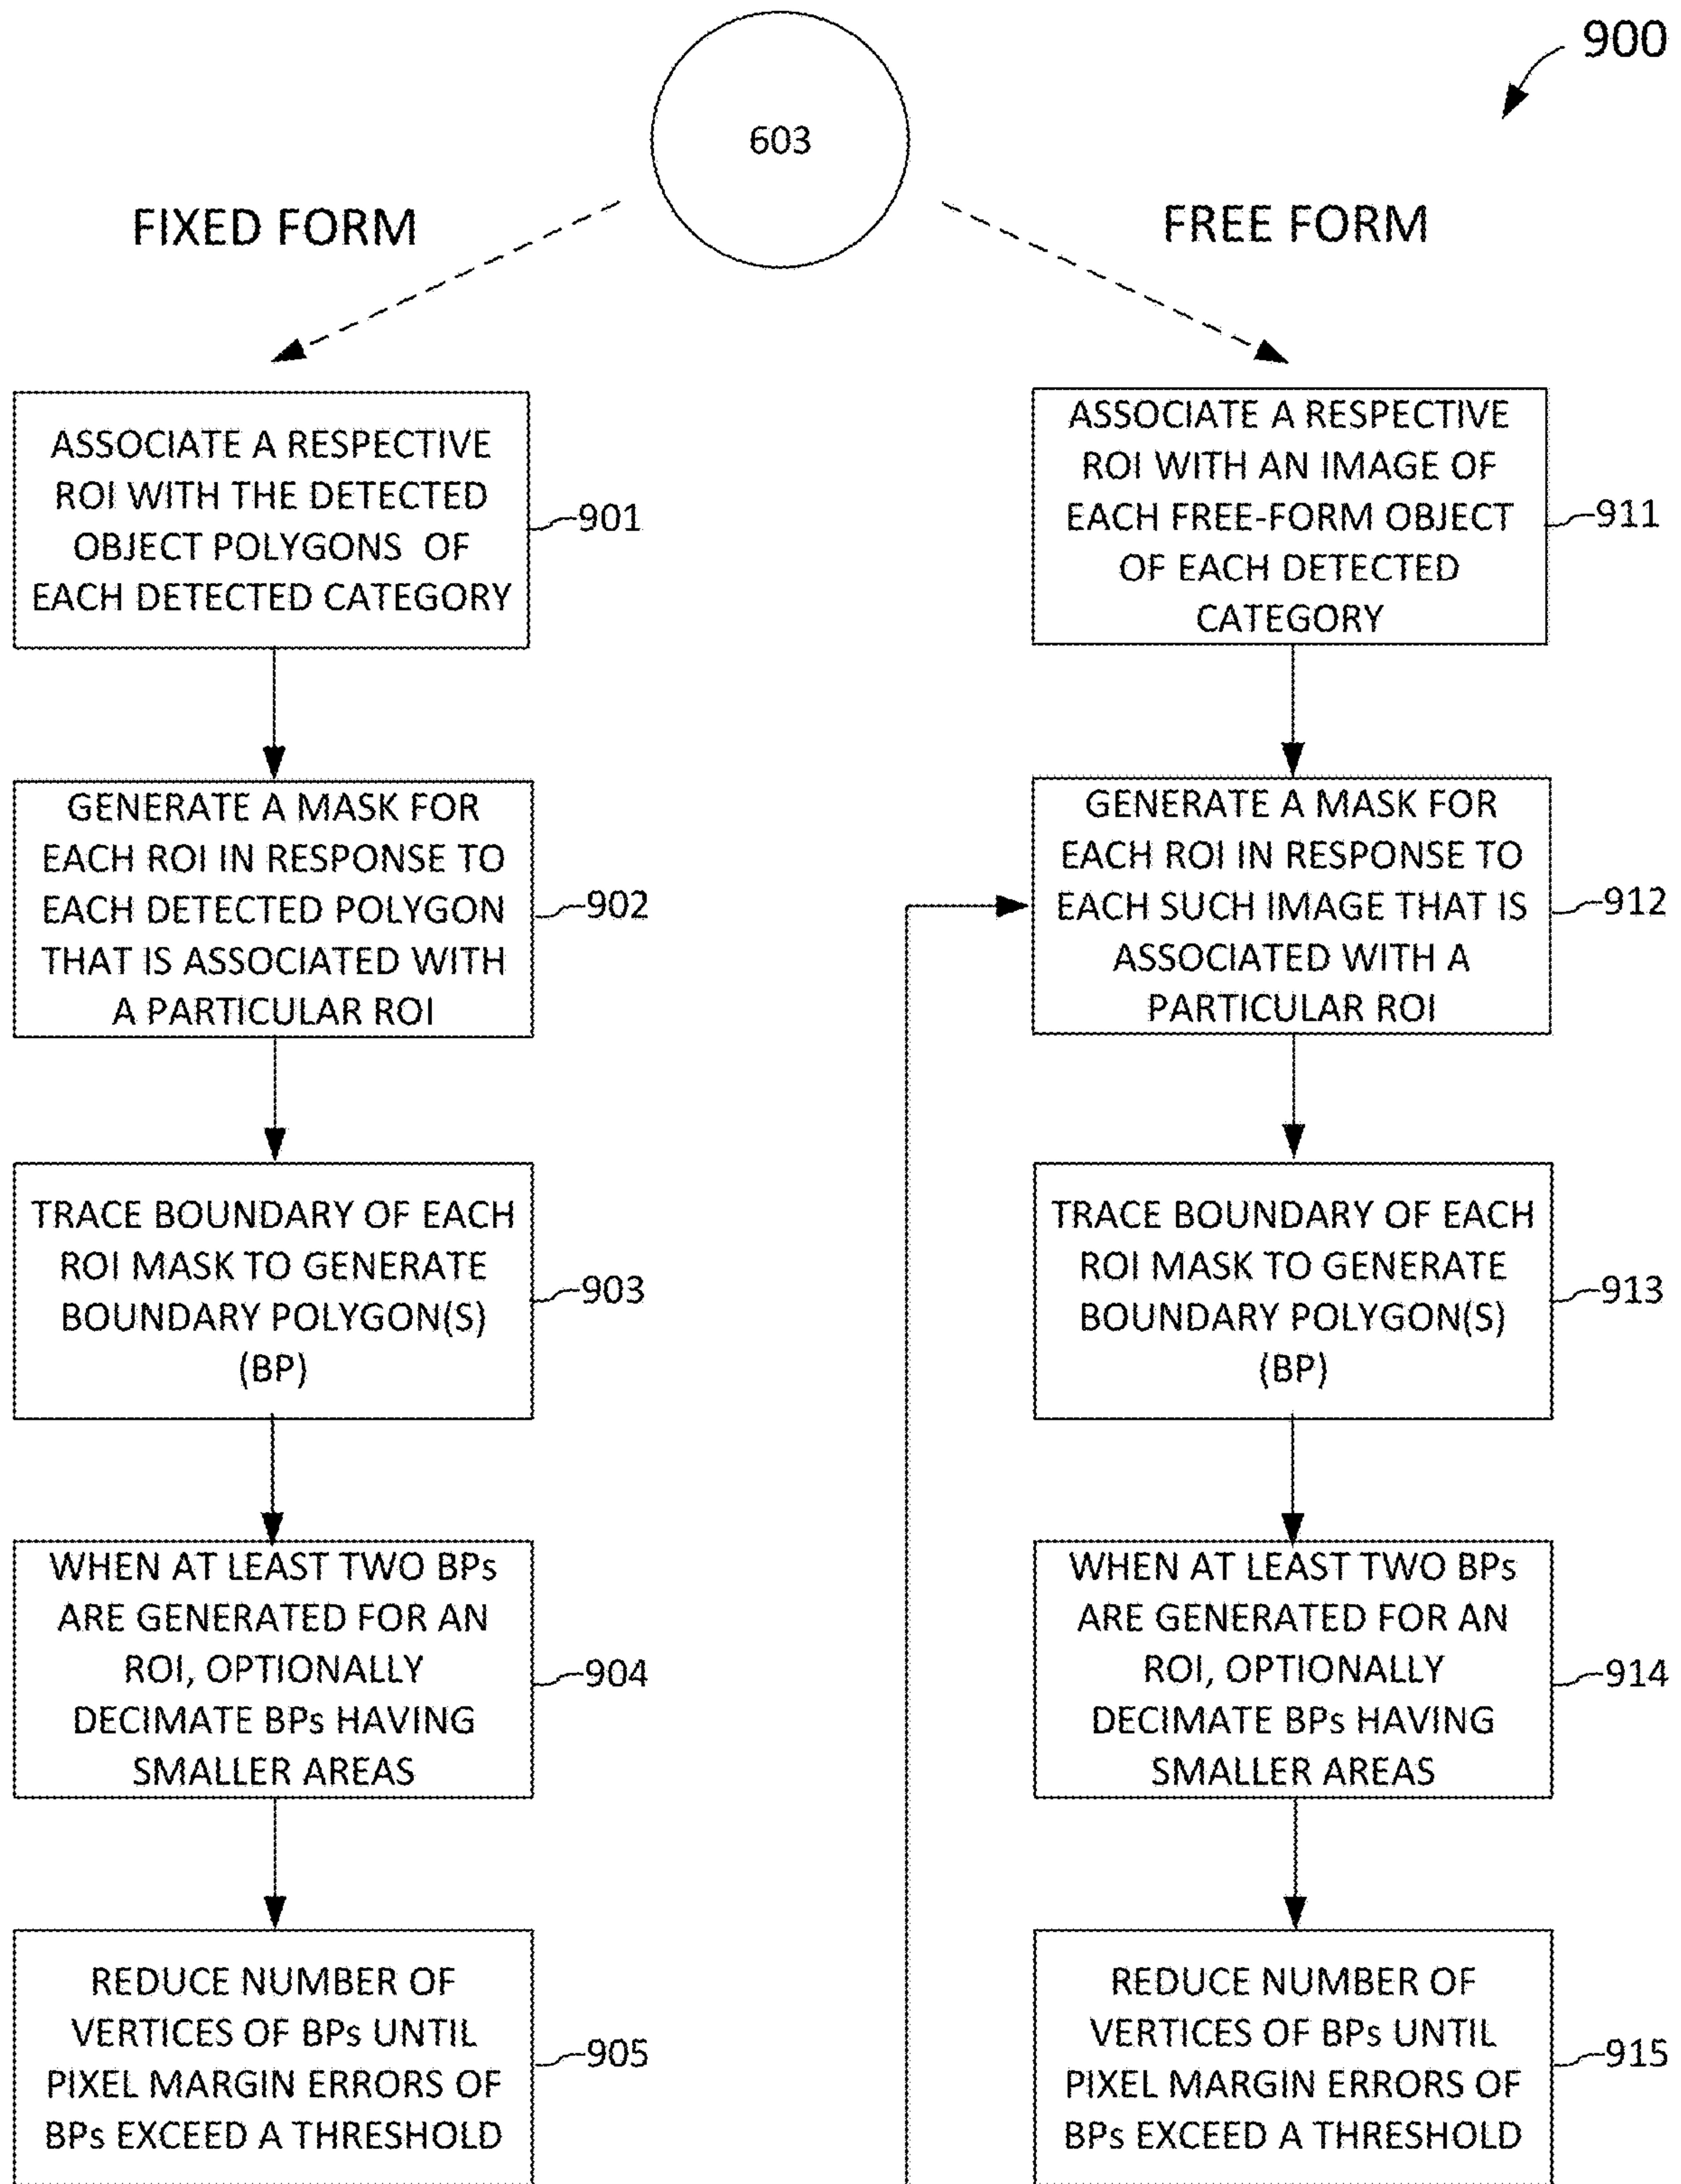 900
603
FIXED FORM
FREE FORM
ASSOCIATE A RESPECTIVE
ROI WITH THE DETECTED
OBJECT POLYGONS OF
EACH DETECTED CATEGORY
901
GENERATE A MASK FOR
EACH ROI IN RESPONSE TO
EACH DETECTED POLYGON
THAT IS ASSOCIATED WITH
A PARTICULAR ROI
902
TRACE BOUNDARY OF EACH
ROI MASK TO GENERATE
BOUNDARY POLYGON(S)
(BP)
903
WHEN AT LEAST TWO BPs
ARE GENERATED FOR AN
ROI, OPTIONALLY
DECIMATE BPs HAVING
SMALLER AREAS
904
REDUCE NUMBER OF
VERTICES OF BPs UNTIL
PIXEL MARGIN ERRORS OF
BPs EXCEED A THRESHOLD
905
ASSOCIATE A RESPECTIVE
ROI WITH AN IMAGE OF
EACH FREE-FORM OBJECT
OF EACH DETECTED
CATEGORY
911
GENERATE A MASK FOR
EACH ROI IN RESPONSE TO
EACH SUCH IMAGE THAT IS
ASSOCIATED WITH A
PARTICULAR ROI
912
TRACE BOUNDARY OF EACH
ROI MASK TO GENERATE
BOUNDARY POLYGON(S)
(BP)
913
WHEN AT LEAST TWO BPs
ARE GENERATED FOR AN
ROI, OPTIONALLY
DECIMATE BPs HAVING
SMALLER AREAS
914
REDUCE NUMBER OF
VERTICES OF BPs UNTIL
PIXEL MARGIN ERRORS OF
BPs EXCEED A THRESHOLD
915